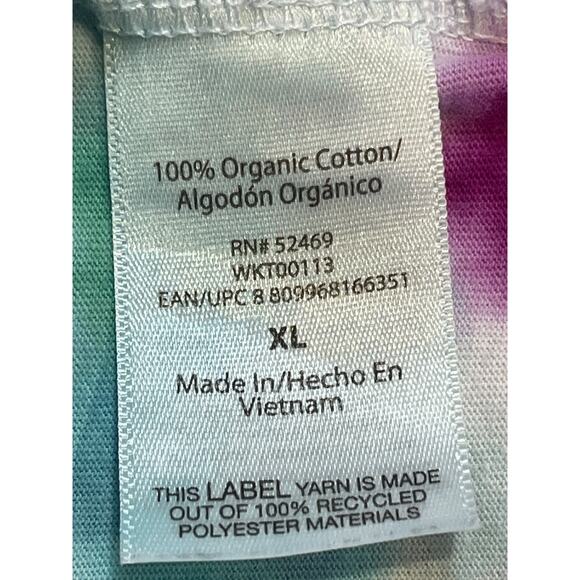 100% Organic Cotton/
Algodón Orgánico
RN# 52469
WKT00113
EAN/UPC 8 809968166351
XL
Made In/Hecho En
Vietnam
THIS LABEL YARN IS MADE
OUT OF 100% RECYCLED
POLYESTER MATERIALS